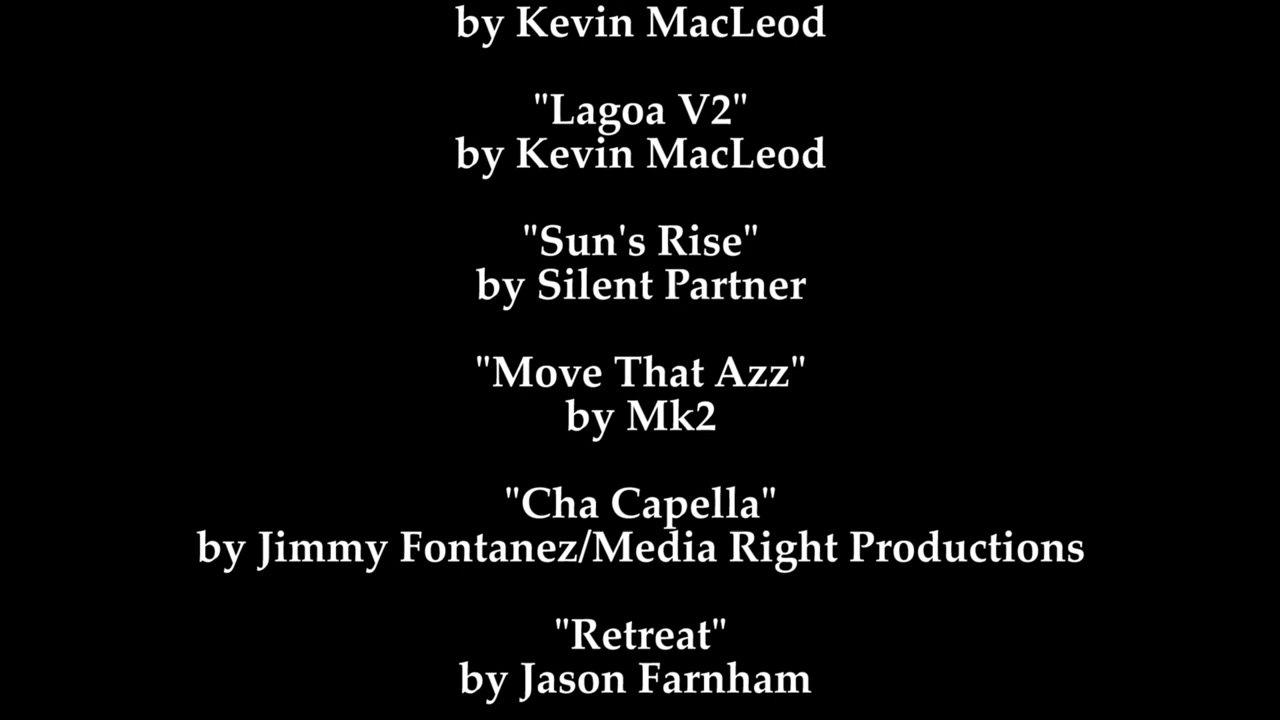 by Kevin MacLeod
"Lagoa V2"
by Kevin MacLeod
"Sun's Rise"
by Silent Partner
"Move That Azz"
by Mk2
"Cha Capella"
by Jimmy Fontanez/Media Right Productions
"Retreat"
by Jason Farnham